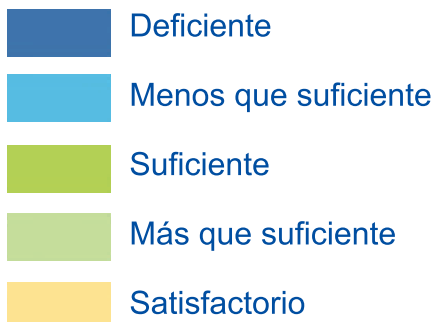 Deficiente
Menos que suficiente
Suficiente
Más que suficiente
Satisfactorio